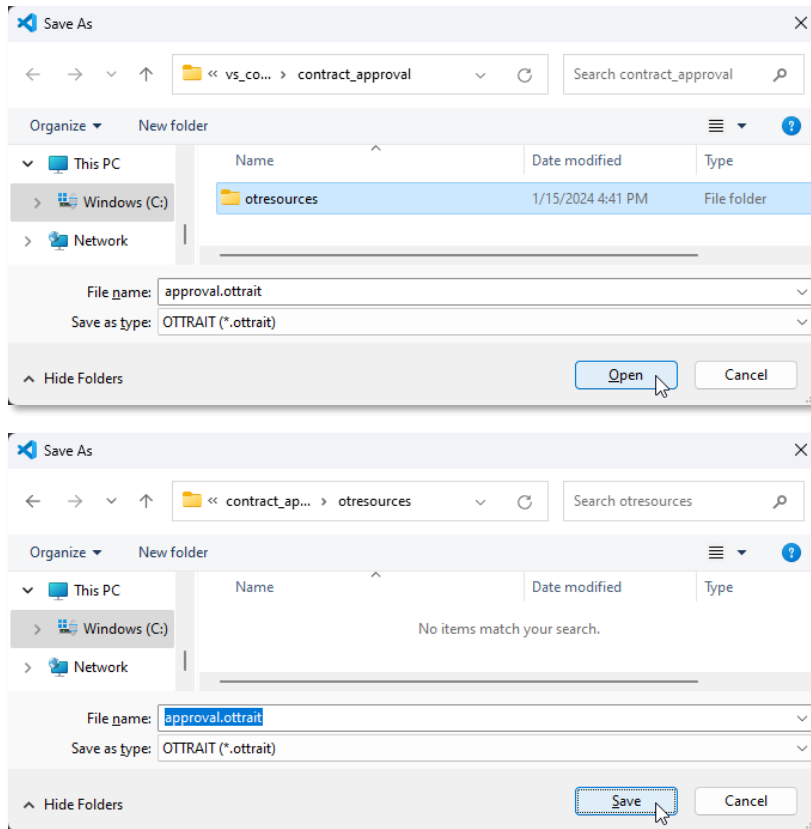 Save As
« vs_co... › contract_approval
Search contract_approval
Organize
New folder
This PC
Name
Date modified
Type
Windows (C:)
otresources
1/15/2024 4:41 PM
File folder
Network
File name: approval.ottrait
Save as type: OTTRAIT (*.ottrait)
Hide Folders
Open
Cancel
Save As
« contract_ap... › otresources
Search otresources
Organize
New folder
This PC
Name
Date modified
Type
Windows (C:)
No items match your search.
Network
File name: approval.ottrait
Save as type: OTTRAIT (*.ottrait)
Hide Folders
Save
Cancel